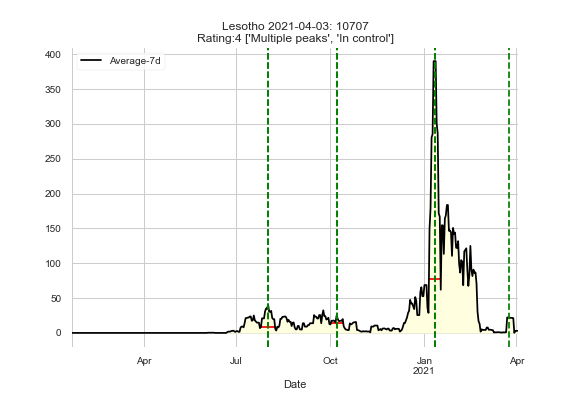 Lesotho 2021-04-03: 10707
Rating:4 ['Multiple peaks', 'In control']
Average-7d
400
350
300
250
200
150
100
50
0
Apr
Jul
Oct
Jan
2021
Apr
Date